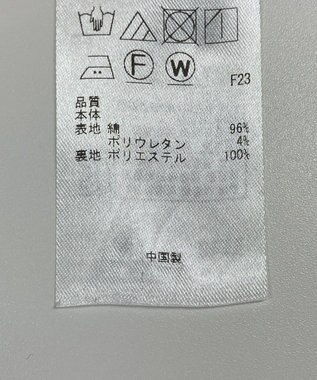 F
W
F23
品質
本体
表地 綿 96%
ポリウレタン 4%
裏地 ポリエステル 100%
中国製